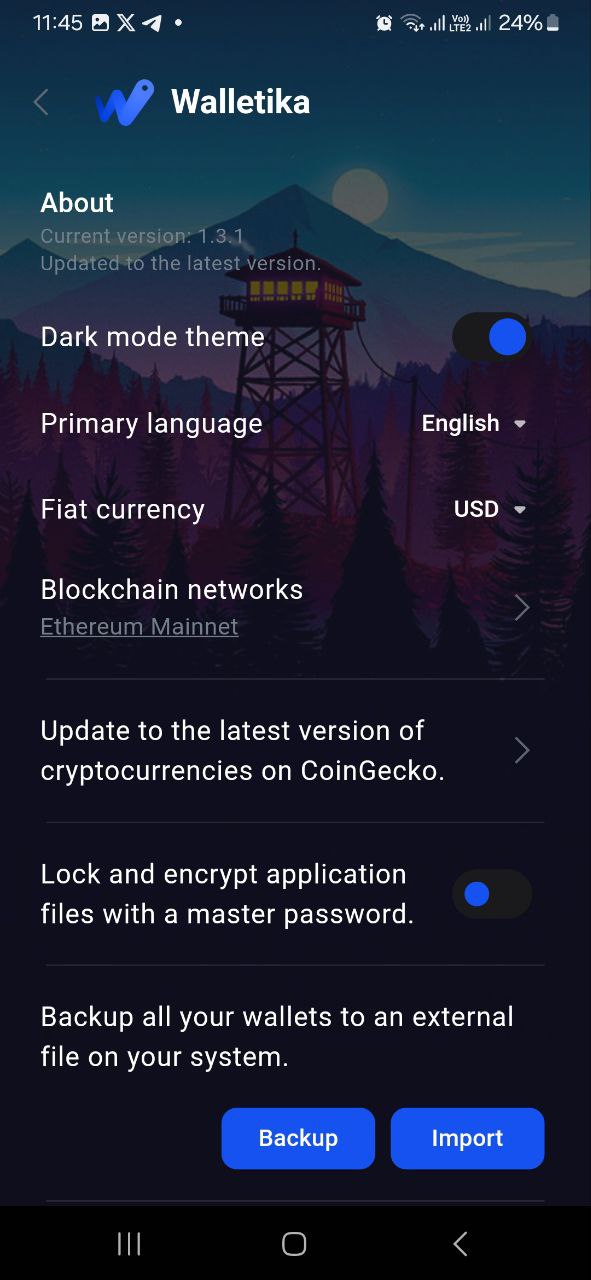 11:45 24%
Vo))
LTE2
Walletika
About
Current version: 1.3.1
Updated to the latest version.
Dark mode theme
Primary language English
Fiat currency USD
Blockchain networks
Ethereum Mainnet
Update to the latest version of
cryptocurrencies on CoinGecko.
Lock and encrypt application
files with a master password.
Backup all your wallets to an external
file on your system.
Backup Import